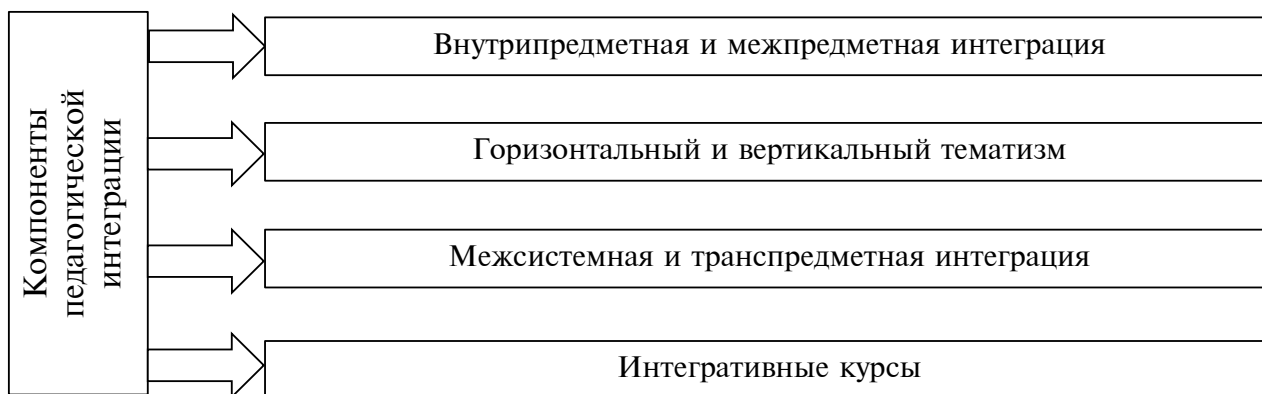 Компоненты
педагогической
интеграции
Внутрипредметная и межпредметная интеграция
Горизонтальный и вертикальный тематизм
Межсистемная и транспредметная интеграция
Интегративные курсы